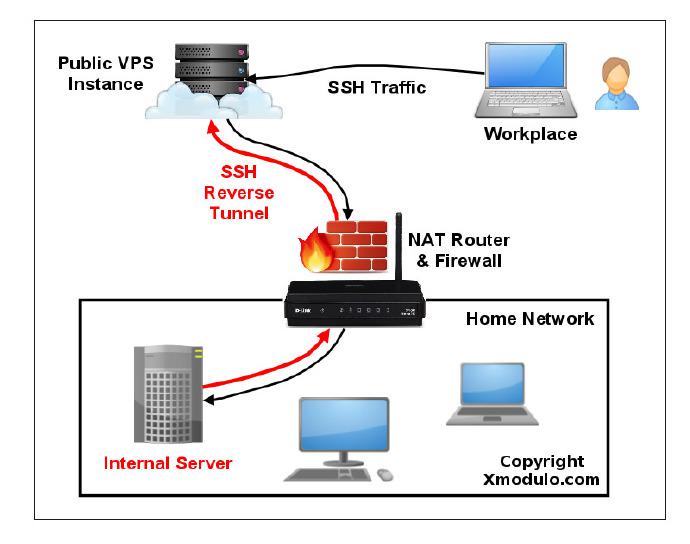 Public VPS
Instance
SSH Traffic
Workplace
SSH
Reverse
Tunnel
NAT Router
& Firewall
D-Link
Home Network
Internal Server
Copyright
Xmodulo.com